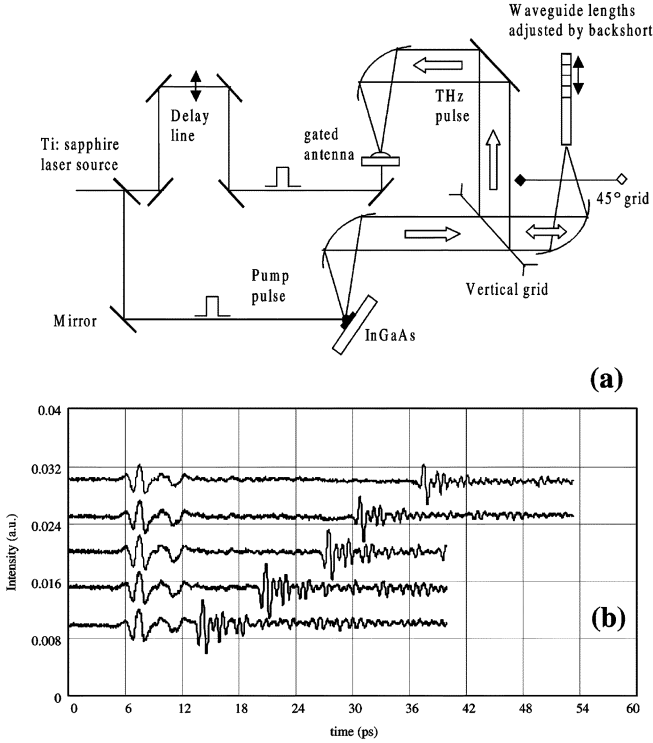 Waveguide lengths
adjusted by backshort
THz
pulse
Delay
line
gated
antenna
Ti: sapphire
laser source
45° grid
Pump
pulse
Vertical grid
Mirror
InGaAs
(a)
0.04
0.032
0.024
0.016
0.008
0
Intensity (a.u.)
(b)
0 6 12 18 24 30 36 42 48 54 60
time (ps)